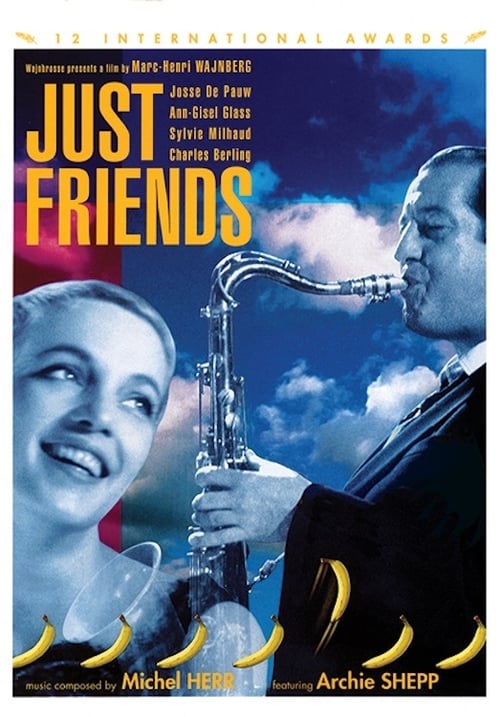 12 INTERNATIONAL AWARDS
Wajnbrosse presents a film by Marc-Henri WAJNBERG
JUST
FRIENDS
Josse De Pauw
Ann-Gisel Glass
Sylvie Milhaud
Charles Berling
music composed by Michel HERR featuring Archie SHEPP